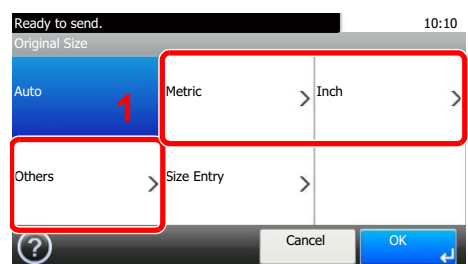 Ready to send. 10:10
Original Size
Auto 1 Metric Inch
Others Size Entry
? Cancel OK